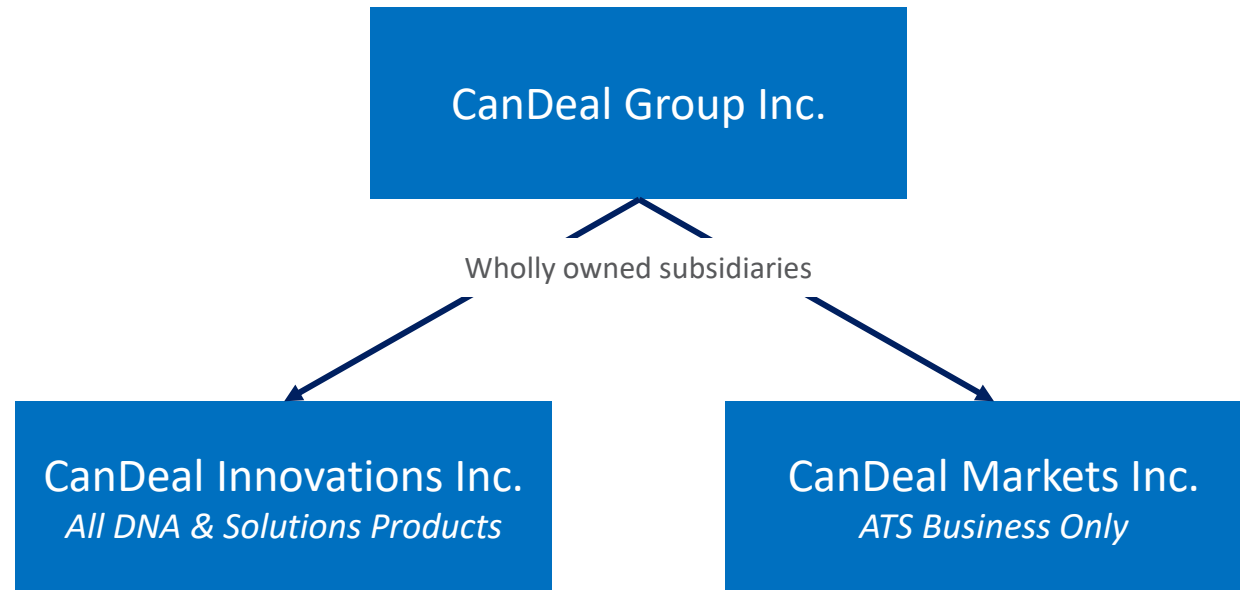 CanDeal Group Inc.
Wholly owned subsidiaries
CanDeal Innovations Inc.
All DNA & Solutions Products
CanDeal Markets Inc.
ATS Business Only